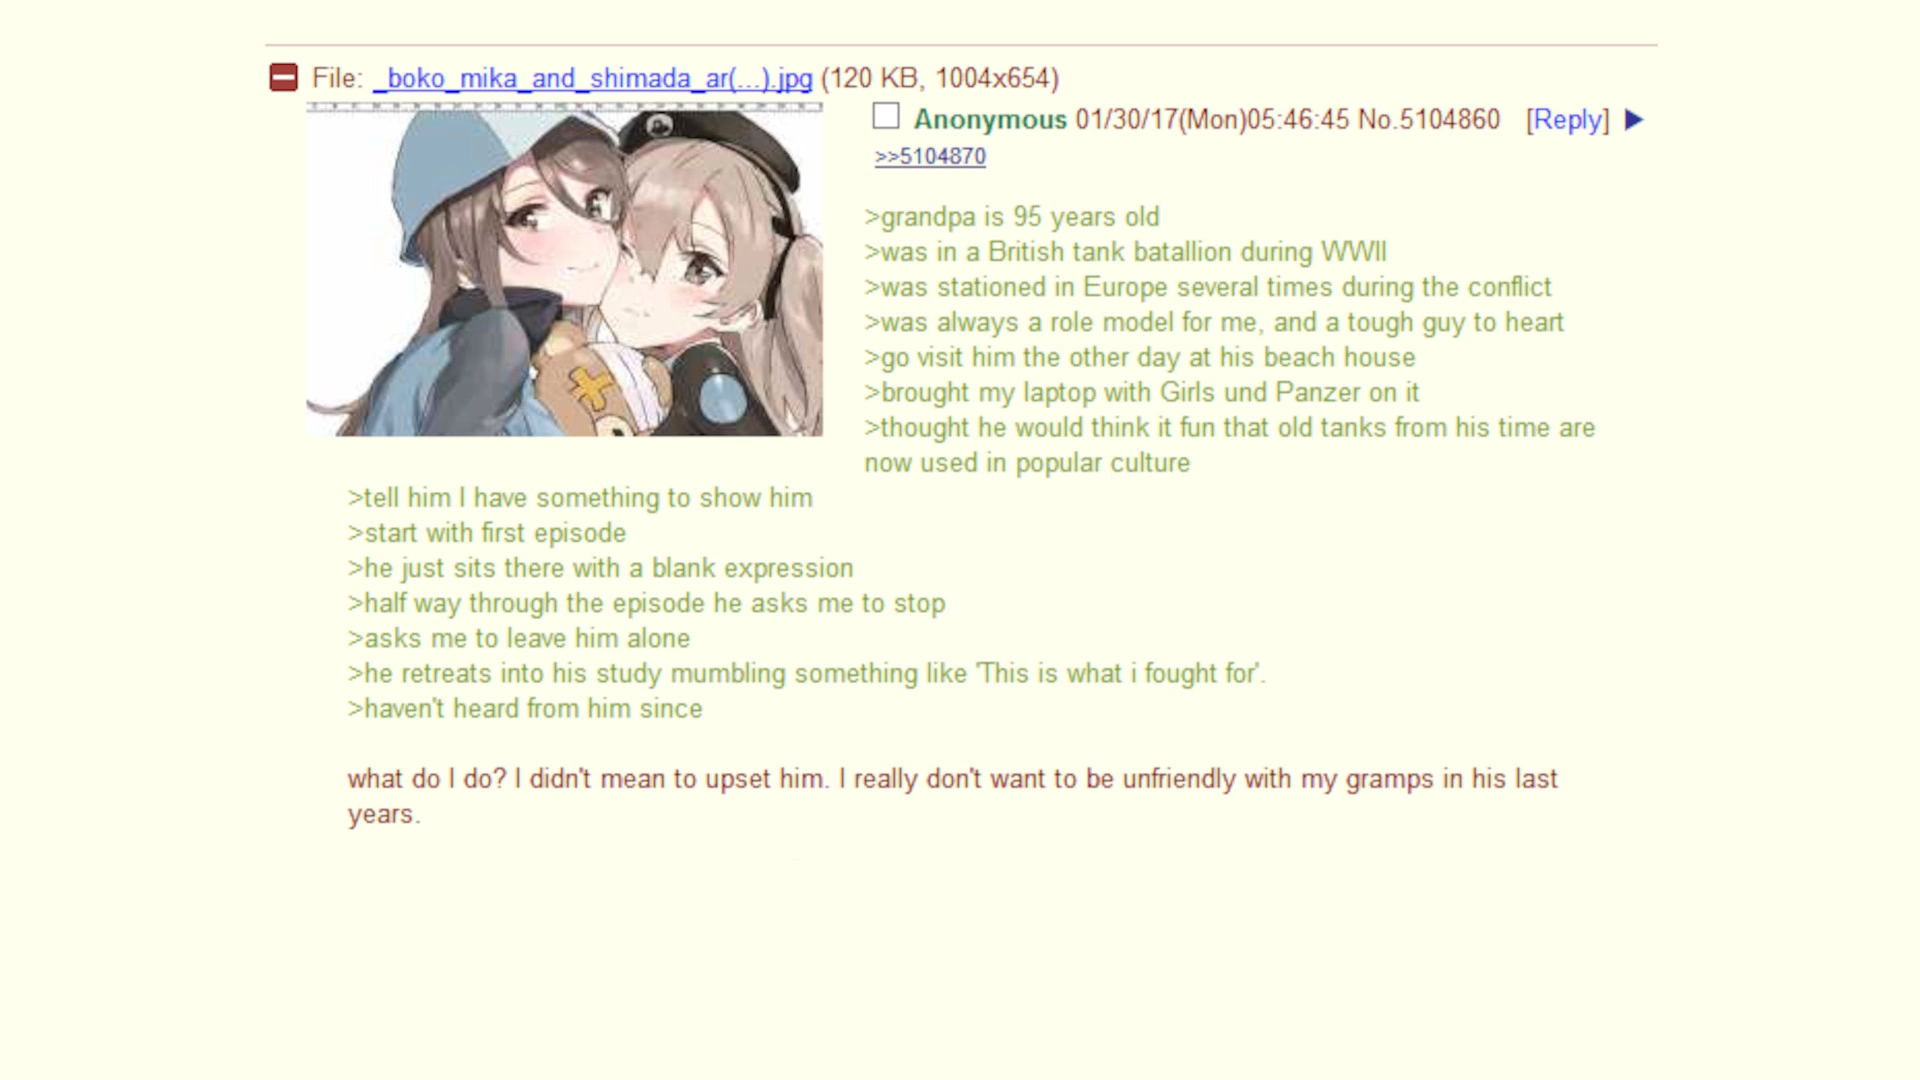 File: _boko_mika_and_shimada_ar(...).jpg (120 KB, 1004x654)
Anonymous 01/30/17(Mon)05:46:45 No.5104860 [Reply] ▶
>>5104870
>grandpa is 95 years old
>was in a British tank batallion during WWII
>was stationed in Europe several times during the conflict
>was always a role model for me, and a tough guy to heart
>go visit him the other day at his beach house
>brought my laptop with Girls und Panzer on it
>thought he would think it fun that old tanks from his time are
now used in popular culture
>tell him I have something to show him
>start with first episode
>he just sits there with a blank expression
>half way through the episode he asks me to stop
>asks me to leave him alone
>he retreats into his study mumbling something like 'This is what i fought for'.
>haven't heard from him since
what do I do? I didn't mean to upset him. I really don't want to be unfriendly with my gramps in his last
years.